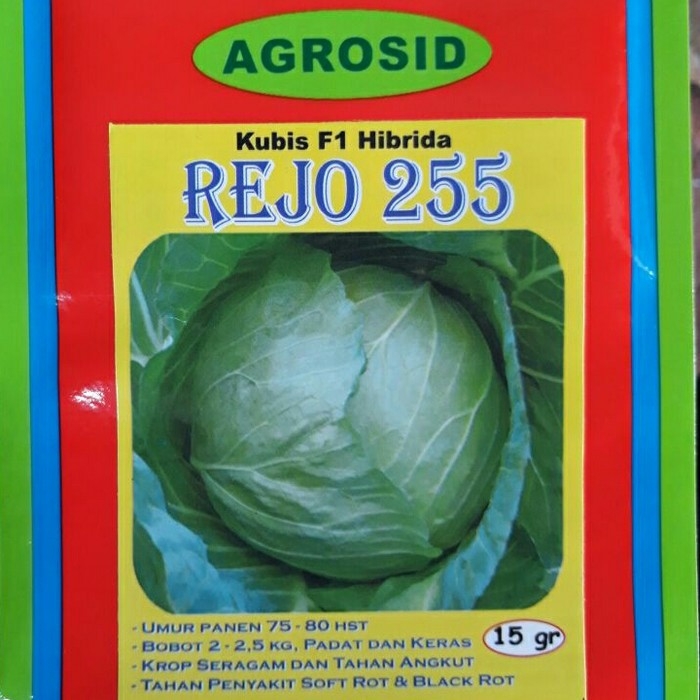 AGROSID
Kubis F1 Hibrida
REJO 255
- UMUR PANEN 75 - 80 HST
- BOBOT 2 - 2,5 KG, PADAT DAN KERAS
- KROP SERAGAM DAN TAHAN ANGKUT
- TAHAN PENYAKIT SOFT ROT & BLACK ROT
15 gr